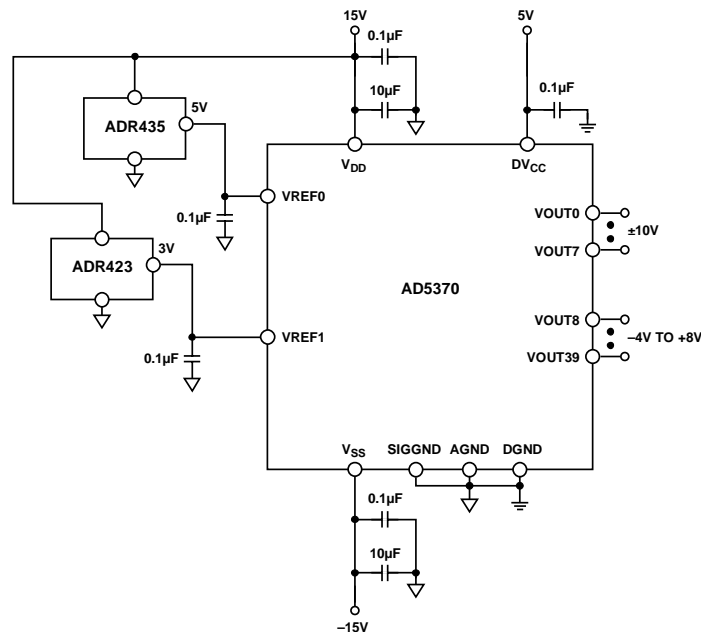 15V
5V
0.1µF
10µF
0.1µF
ADR435
5V
VDD
DVCC
VREF0
0.1µF
VOUT0
±10V
VOUT7
ADR423
3V
AD5370
VOUT8
–4V TO +8V
VOUT39
VREF1
0.1µF
VSS
SIGGND
AGND
DGND
0.1µF
10µF
–15V